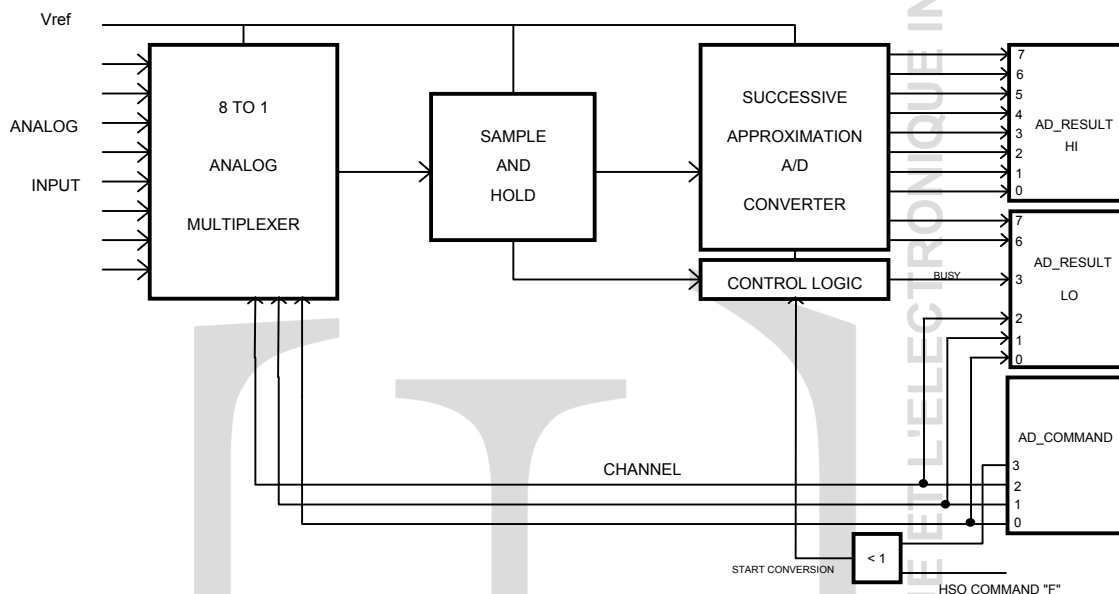 Vref
ANALOG
INPUT
8 TO 1
ANALOG
MULTIPLEXER
SAMPLE
AND
HOLD
SUCCESSIVE
APPROXIMATION
A/D
CONVERTER
CONTROL LOGIC
BUSY
7
6
5
4
3
2
1
0
AD_RESULT
HI
7
6
3
2
1
0
AD_RESULT
LO
AD_COMMAND
3
2
1
0
CHANNEL
START CONVERSION
< 1
HSO COMMAND "F"
ET L'ELECTRONIQUE